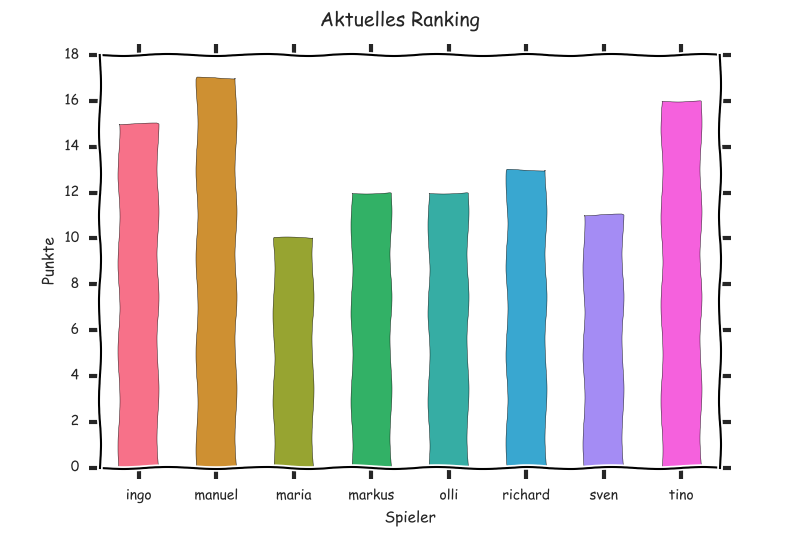 Aktuelles Ranking
18
16
14
12
10
8
6
4
2
0
Punkte
ingo manuel maria markus olli richard sven tino
Spieler